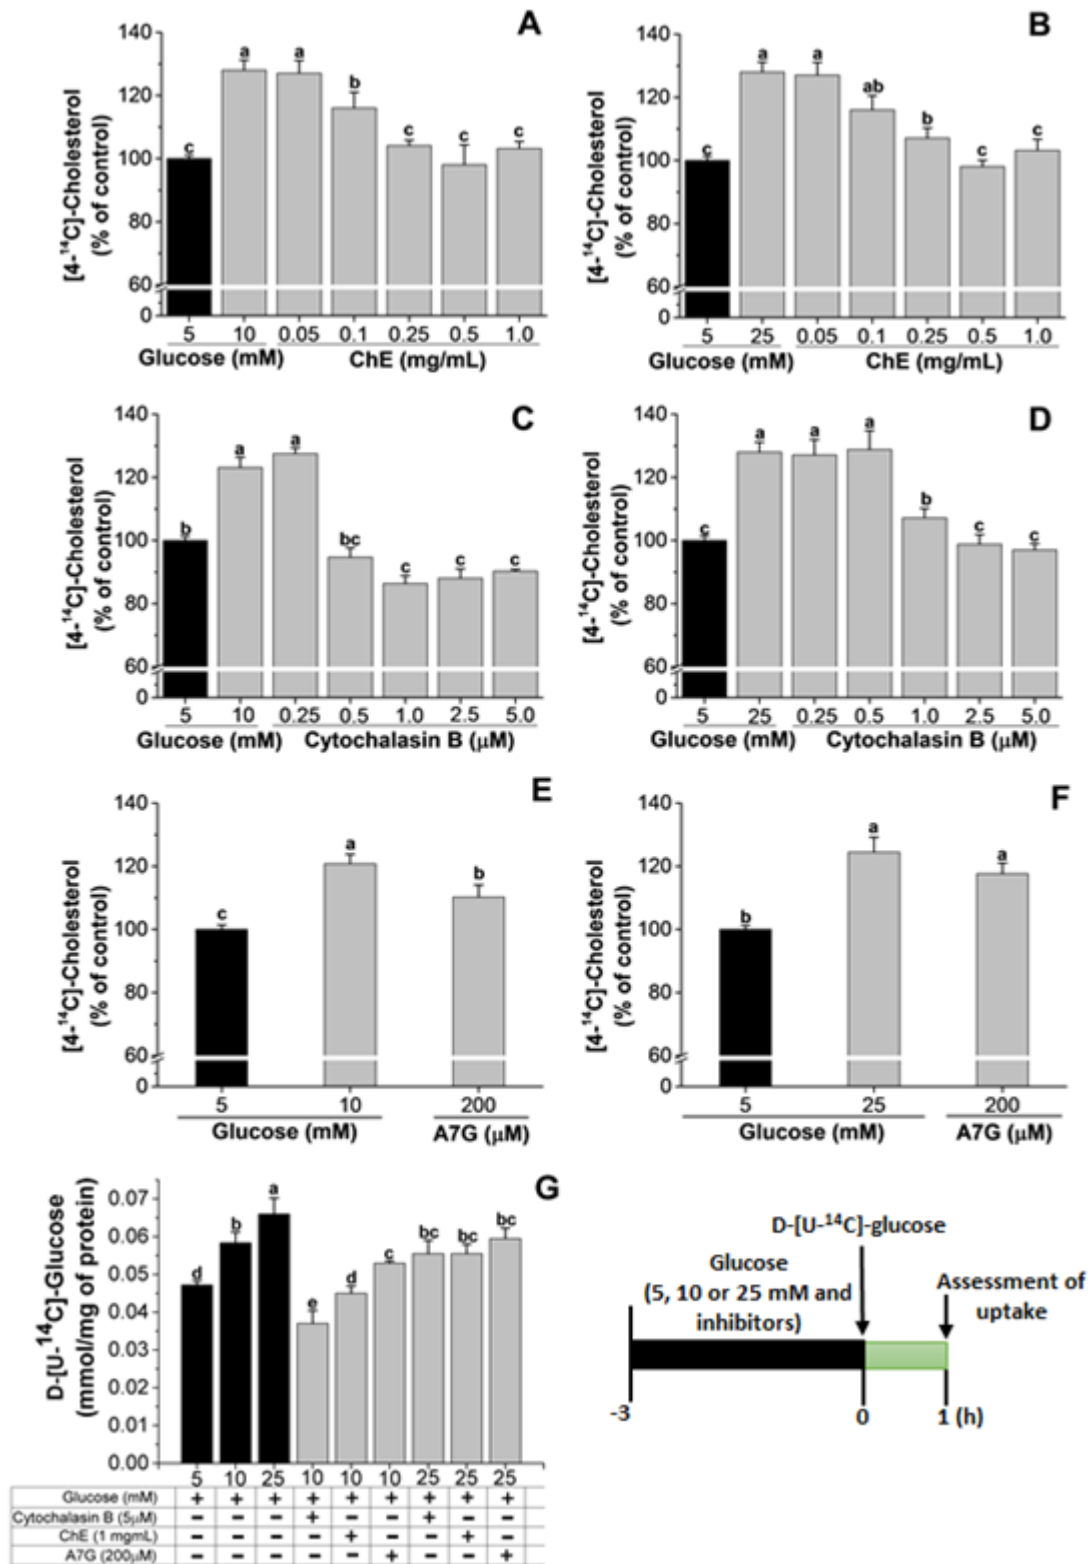 A
[4-¹⁴C]-Cholesterol
(% of control)
140
120
100
80
60
0
c
a
a
b
c
c
c
5 10 0.05 0.1 0.25 0.5 1.0
Glucose (mM) ChE (mg/mL)
B
[4-¹⁴C]-Cholesterol
(% of control)
140
120
100
80
60
0
c
a
a
ab
b
c
c
5 25 0.05 0.1 0.25 0.5 1.0
Glucose (mM) ChE (mg/mL)
C
[4-¹⁴C]-Cholesterol
(% of control)
140
120
100
80
60
0
b
a
a
bc
c
c
c
5 10 0.25 0.5 1.0 2.5 5.0
Glucose (mM) Cytochalasin B (μM)
D
[4-¹⁴C]-Cholesterol
(% of control)
140
120
100
80
60
0
c
a
a
a
b
c
c
5 25 0.25 0.5 1.0 2.5 5.0
Glucose (mM) Cytochalasin B (μM)
E
[4-¹⁴C]-Cholesterol
(% of control)
140
120
100
80
60
0
c
a
b
5 10 200
Glucose (mM) A7G (μM)
F
[4-¹⁴C]-Cholesterol
(% of control)
140
120
100
80
60
0
b
a
a
5 25 200
Glucose (mM) A7G (μM)
G
D-[U-¹⁴C]-Glucose
(mmol/mg of protein)
0.07
0.06
0.05
0.04
0.03
0.02
0.01
0.00
d
b
a
e
d
c
bc
bc
bc
5 10 25 10 10 10 25 25 25
Glucose (mM) + + + + + + + + +
Cytochalasin B (5μM) − − − + − − + − −
ChE (1 mgmL) − − − − + − − + −
A7G (200μM) − − − − − + − − +
D-[U-¹⁴C]-glucose
Glucose
(5, 10 or 25 mM and
inhibitors)
Assessment of
uptake
-3 0 1 (h)